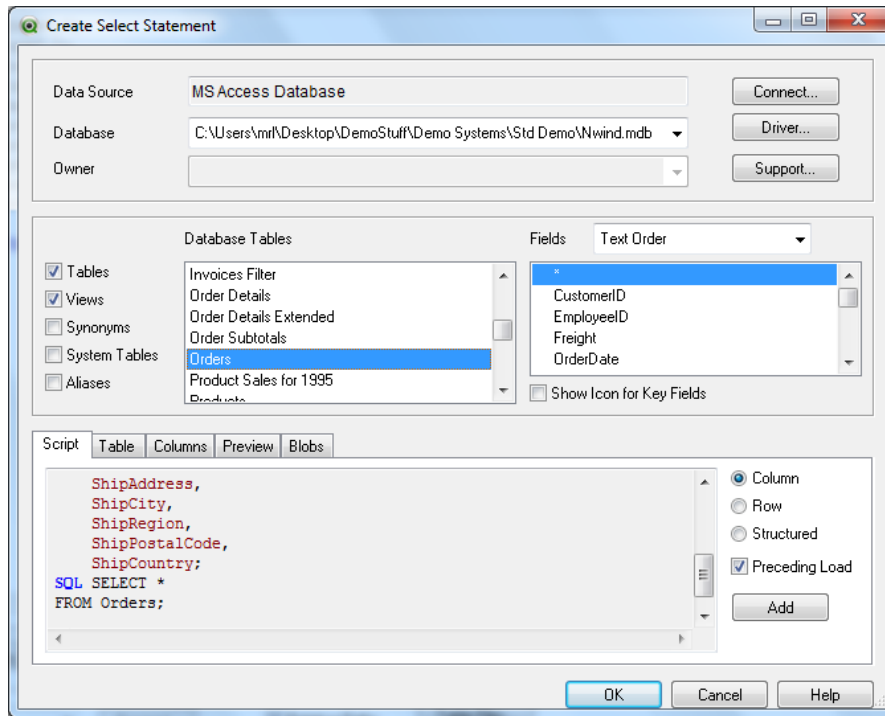 Create Select Statement
Data Source
MS Access Database
Connect...
Database
C:\Users\mrl\Desktop\DemoStuff\Demo Systems\Std Demo\Nwind.mdb
Driver...
Owner
Support...
Database Tables
Fields
Text Order
Tables
Views
Synonyms
System Tables
Aliases
Invoices Filter
Order Details
Order Details Extended
Order Subtotals
Orders
Product Sales for 1995
Products
*
CustomerID
EmployeeID
Freight
OrderDate
Show Icon for Key Fields
Script
Table
Columns
Preview
Blobs
ShipAddress,
ShipCity,
ShipRegion,
ShipPostalCode,
ShipCountry;
SQL SELECT *
FROM Orders;
Column
Row
Structured
Preceding Load
Add
OK
Cancel
Help